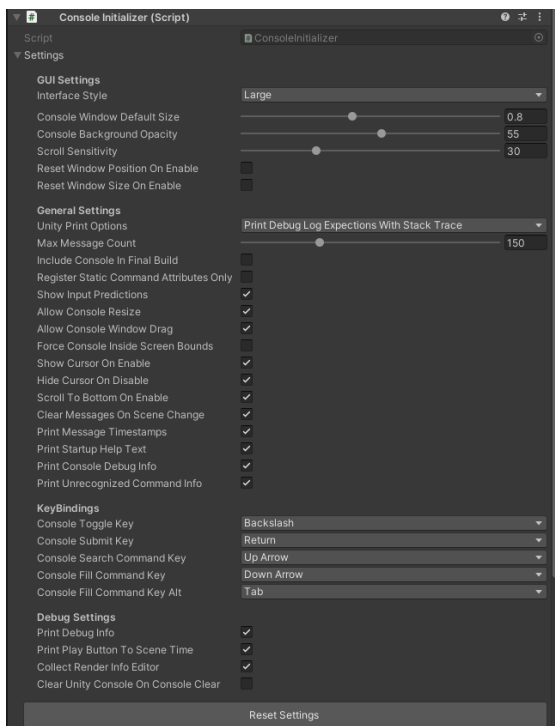 Console Initializer (Script)
Script ConsoleInitializer
Settings
GUI Settings
Interface Style Large
Console Window Default Size 0.8
Console Background Opacity 55
Scroll Sensitivity 30
Reset Window Position On Enable
Reset Window Size On Enable
General Settings
Unity Print Options Print Debug Log Expections With Stack Trace
Max Message Count 150
Include Console In Final Build
Register Static Command Attributes Only
Show Input Predictions
Allow Console Resize
Allow Console Window Drag
Force Console Inside Screen Bounds
Show Cursor On Enable
Hide Cursor On Disable
Scroll To Bottom On Enable
Clear Messages On Scene Change
Print Message Timestamps
Print Startup Help Text
Print Console Debug Info
Print Unrecognized Command Info
KeyBindings
Console Toggle Key Backslash
Console Submit Key Return
Console Search Command Key Up Arrow
Console Fill Command Key Down Arrow
Console Fill Command Key Alt Tab
Debug Settings
Print Debug Info
Print Play Button To Scene Time
Collect Render Info Editor
Clear Unity Console On Console Clear
Reset Settings